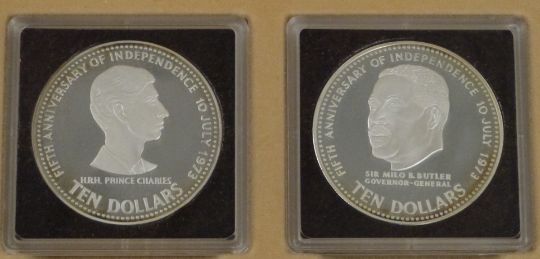 FIFTH ANNIVERSARY OF INDEPENDENCE 10 JULY 1973
H.R.H. PRINCE CHARLES
TEN DOLLARS
FIFTH ANNIVERSARY OF INDEPENDENCE 10 JULY 1973
SIR MILO B. BUTLER
GOVERNOR-GENERAL
TEN DOLLARS